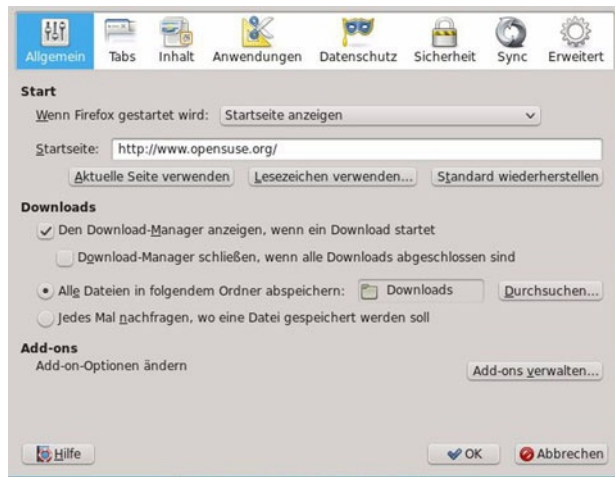 Allgemein Tabs Inhalt Anwendungen Datenschutz Sicherheit Sync Erweitert
Start
Wenn Firefox gestartet wird: Startseite anzeigen
Startseite: http://www.opensuse.org/
Aktuelle Seite verwenden Lesezeichen verwenden... Standard wiederherstellen
Downloads
Den Download-Manager anzeigen, wenn ein Download startet
Download-Manager schließen, wenn alle Downloads abgeschlossen sind
Alle Dateien in folgendem Ordner abspeichern: Downloads Durchsuchen...
Jedes Mal nachfragen, wo eine Datei gespeichert werden soll
Add-ons
Add-on-Optionen ändern
Add-ons verwalten...
Hilfe OK Abbrechen